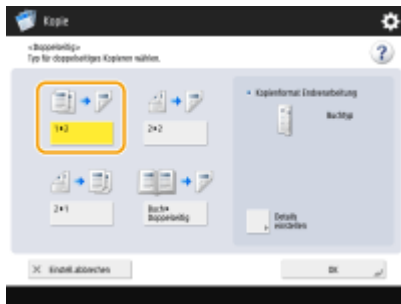 Kopie
<Doppelseitig>
Typ für doppelseitiges Kopieren wählen.
Kopienformat Endverarbeitung
Buchtyp
1▸2
2▸2
2▸1
Buch▸
Doppelseitig
Details
einstellen
Einstell.abbrechen
OK